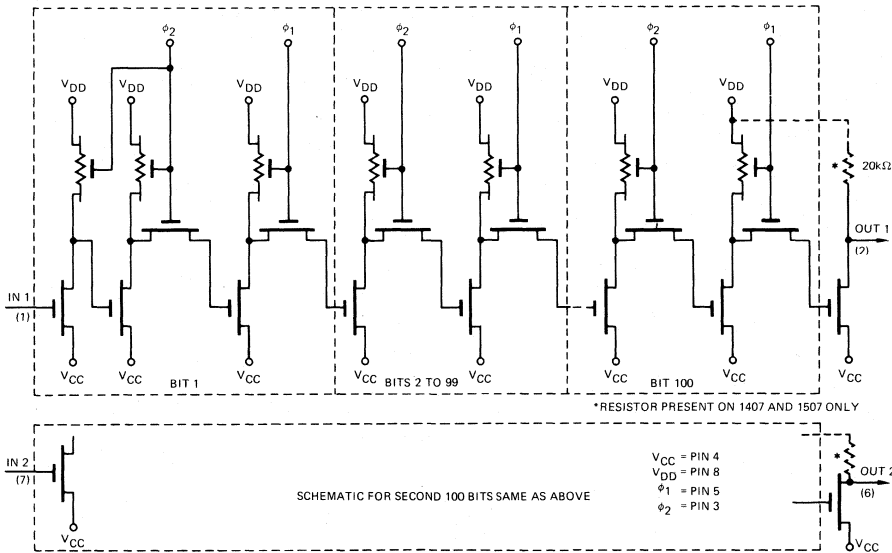 ϕ2 ϕ1 ϕ2 ϕ1 ϕ2 ϕ1
VDD VDD VDD VDD VDD VDD VDD
* 20kΩ
OUT 1
(2)
IN 1
(1)
VCC VCC VCC VCC VCC VCC VCC VCC
BIT 1 BITS 2 TO 99 BIT 100
*RESISTOR PRESENT ON 1407 AND 1507 ONLY
IN 2
(7)
VCC
SCHEMATIC FOR SECOND 100 BITS SAME AS ABOVE
VCC = PIN 4
VDD = PIN 8
ϕ1 = PIN 5
ϕ2 = PIN 3
*
OUT 2
(6)
VCC